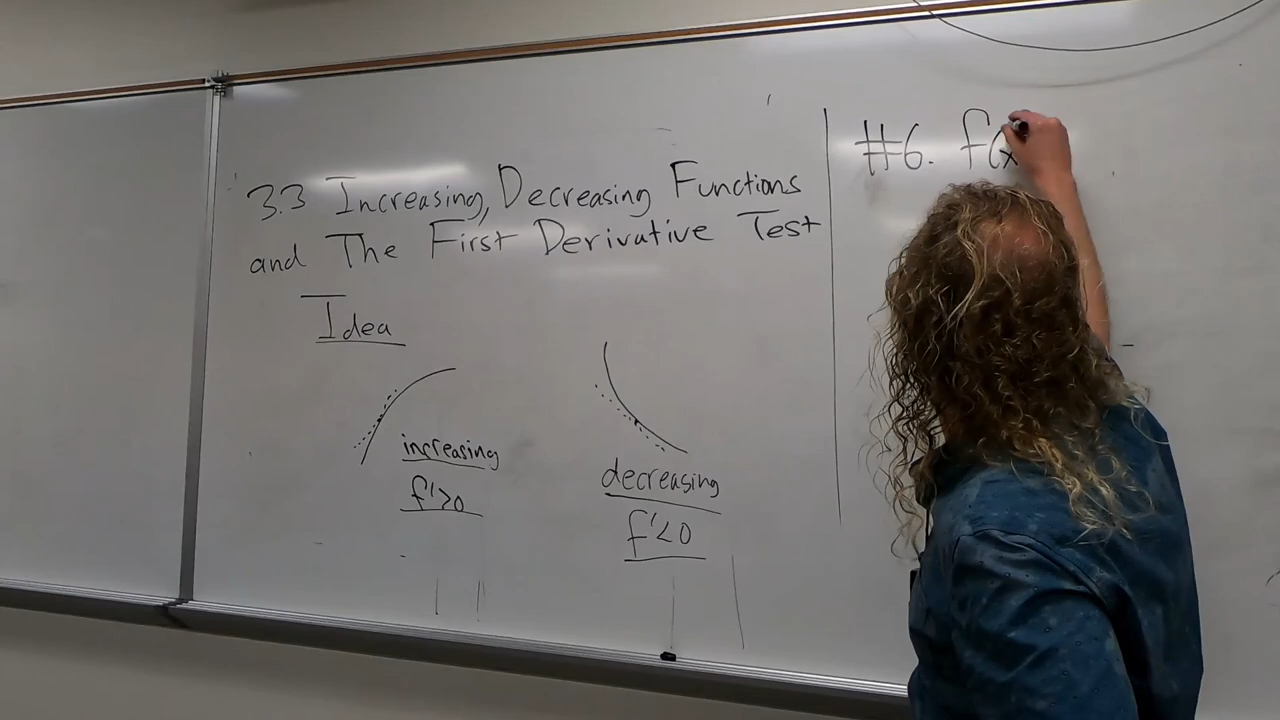 3.3 Increasing, Decreasing Functions
and The First Derivative Test
Idea
increasing
f'>0
decreasing
f'<0
#6. f(x